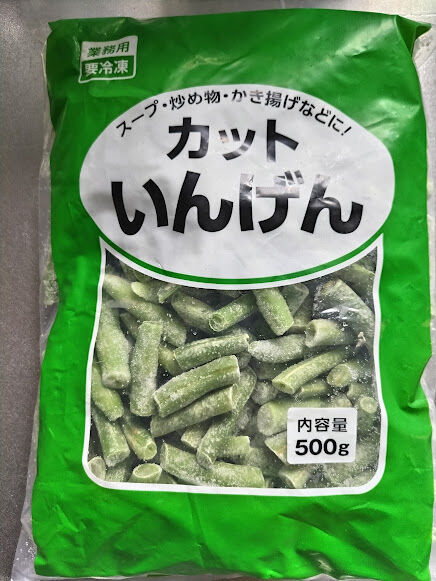 業務用
要冷凍
スープ・炒め物・かき揚げなどに!
カット
いんげん
内容量
500g